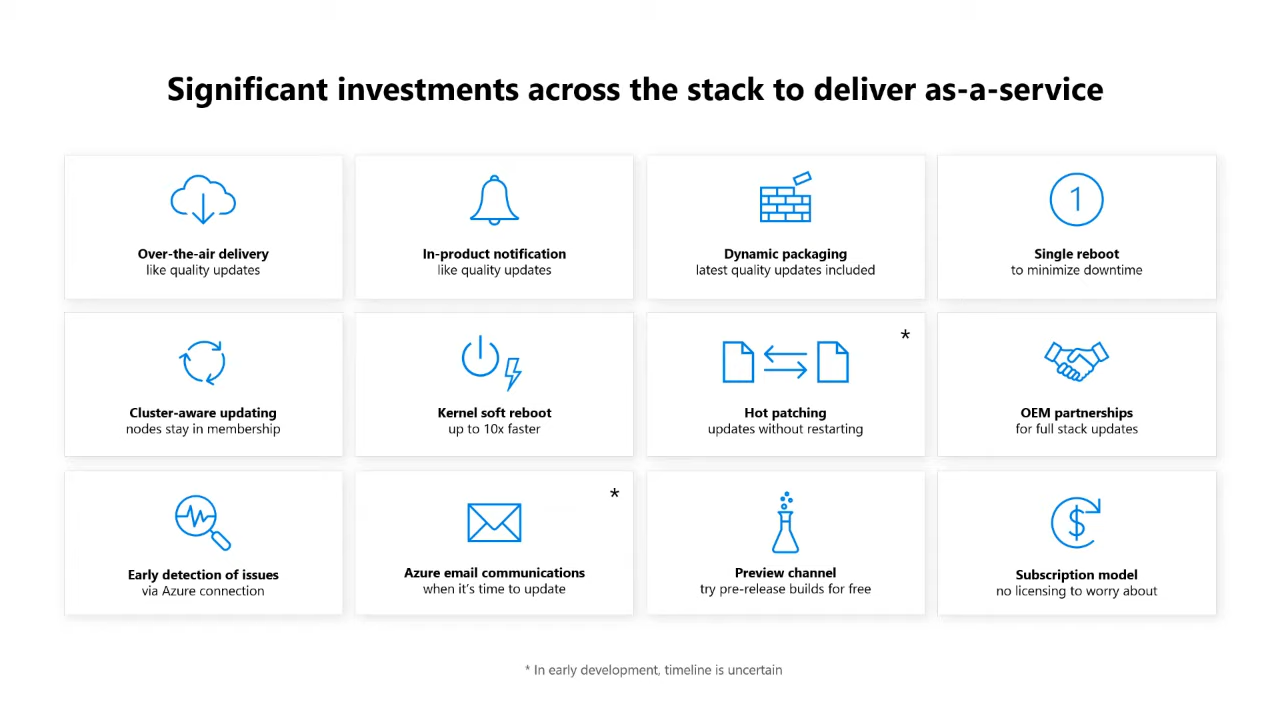 Significant investments across the stack to deliver as-a-service
Over-the-air delivery
like quality updates
In-product notification
like quality updates
Dynamic packaging
latest quality updates included
1
Single reboot
to minimize downtime
Cluster-aware updating
nodes stay in membership
Kernel soft reboot
up to 10x faster
*
Hot patching
updates without restarting
OEM partnerships
for full stack updates
Early detection of issues
via Azure connection
*
Azure email communications
when it's time to update
Preview channel
try pre-release builds for free
$
Subscription model
no licensing to worry about
* In early development, timeline is uncertain